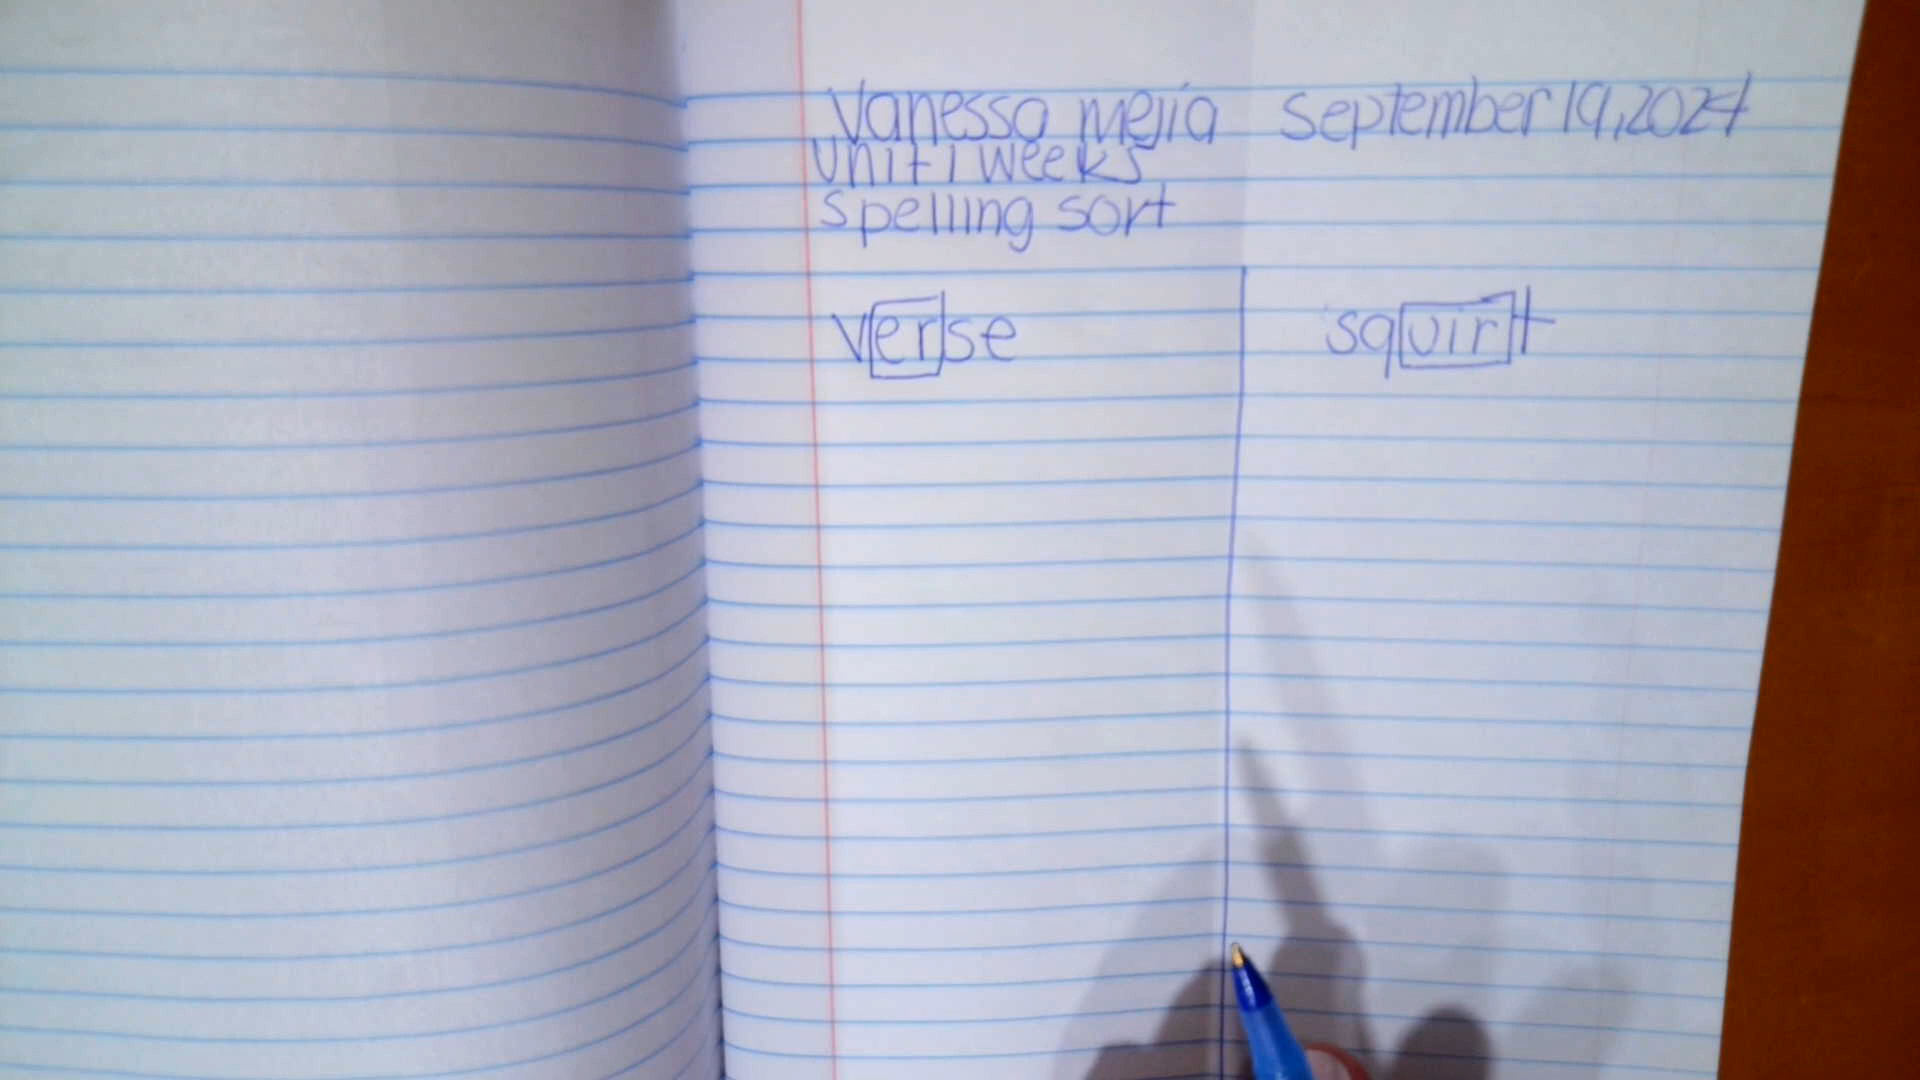 Vanessa Mejia September 19, 2024
Unit 1 Week 5
Spelling sort
verse squirt